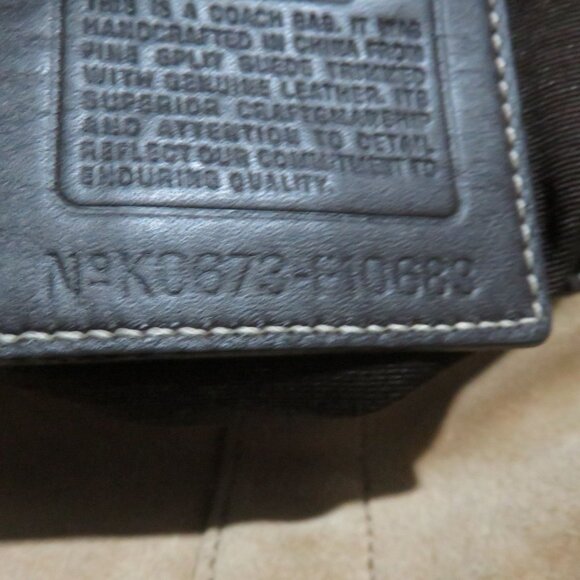 THIS IS A COACH BAG. IT WAS
HANDCRAFTED IN CHINA FROM
FINE SPLIT SUEDE TRIMMED
WITH GENUINE LEATHER. ITS
SUPERIOR CRAFTSMANSHIP
AND ATTENTION TO DETAIL
REFLECT OUR COMMITMENT TO
ENDURING QUALITY.
No K0673-F10683